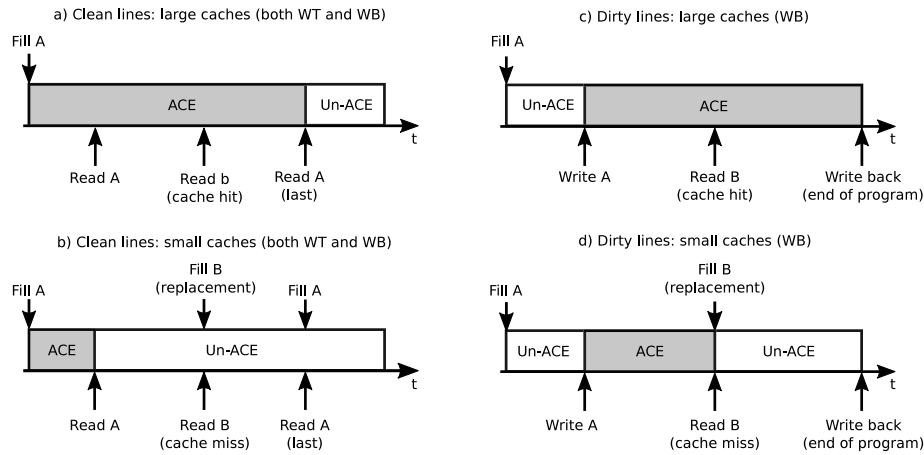 a) Clean lines: large caches (both WT and WB)
Fill A
ACE
Un-ACE
t
Read A
Read b
(cache hit)
Read A
(last)
b) Clean lines: small caches (both WT and WB)
Fill A
Fill B
(replacement)
Fill A
ACE
Un-ACE
t
Read A
Read B
(cache miss)
Read A
(last)
c) Dirty lines: large caches (WB)
Fill A
Un-ACE
ACE
t
Write A
Read B
(cache hit)
Write back
(end of program)
d) Dirty lines: small caches (WB)
Fill A
Fill B
(replacement)
Un-ACE
ACE
Un-ACE
t
Write A
Read B
(cache miss)
Write back
(end of program)